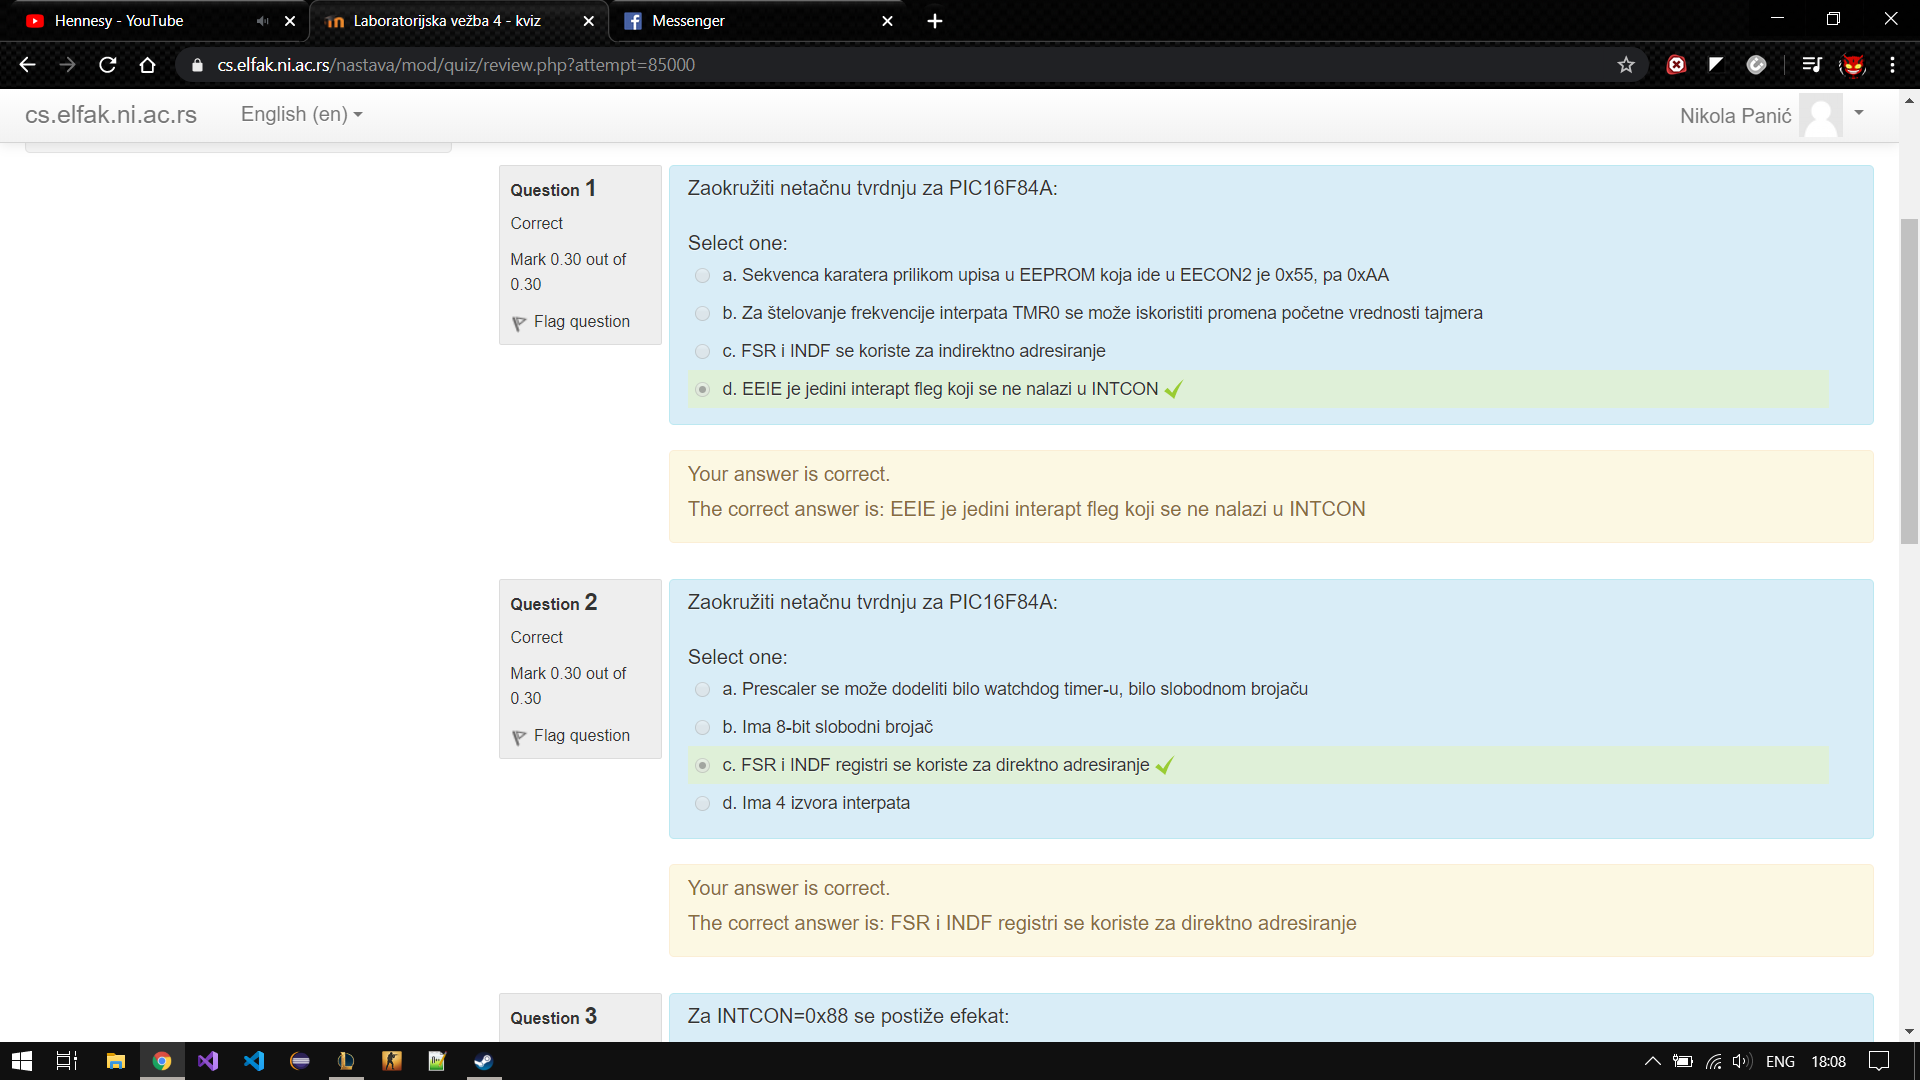 Hennesy - YouTube
Laboratorijska vežba 4 - kviz
Messenger
cs.elfak.ni.ac.rs/nastava/mod/quiz/review.php?attempt=85000
cs.elfak.ni.ac.rs
English (en)
Nikola Panić
Question 1
Correct
Mark 0.30 out of
0.30
Flag question
Zaokružiti netačnu tvrdnju za PIC16F84A:
Select one:
a. Sekvenca karatera prilikom upisa u EEPROM koja ide u EECON2 je 0x55, pa 0xAA
b. Za štelovanje frekvencije interpata TMR0 se može iskoristiti promena početne vrednosti tajmera
c. FSR i INDF se koriste za indirektno adresiranje
d. EEIE je jedini interapt fleg koji se ne nalazi u INTCON
Your answer is correct.
The correct answer is: EEIE je jedini interapt fleg koji se ne nalazi u INTCON
Question 2
Correct
Mark 0.30 out of
0.30
Flag question
Zaokružiti netačnu tvrdnju za PIC16F84A:
Select one:
a. Prescaler se može dodeliti bilo watchdog timer-u, bilo slobodnom brojaču
b. Ima 8-bit slobodni brojač
c. FSR i INDF registri se koriste za direktno adresiranje
d. Ima 4 izvora interpata
Your answer is correct.
The correct answer is: FSR i INDF registri se koriste za direktno adresiranje
Question 3
Za INTCON=0x88 se postiže efekat:
ENG
18:08